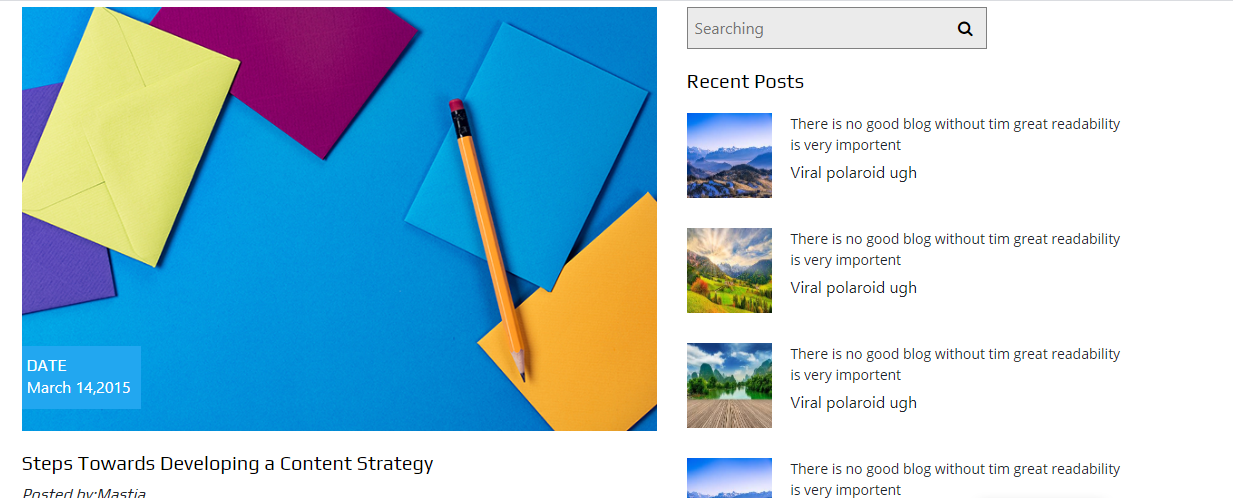 DATE
March 14,2015
Steps Towards Developing a Content Strategy
Posted by:Mastia
Searching
Recent Posts
There is no good blog without tim great readability
is very importent
Viral polaroid ugh
There is no good blog without tim great readability
is very importent
Viral polaroid ugh
There is no good blog without tim great readability
is very importent
Viral polaroid ugh
There is no good blog without tim great readability
is very importent